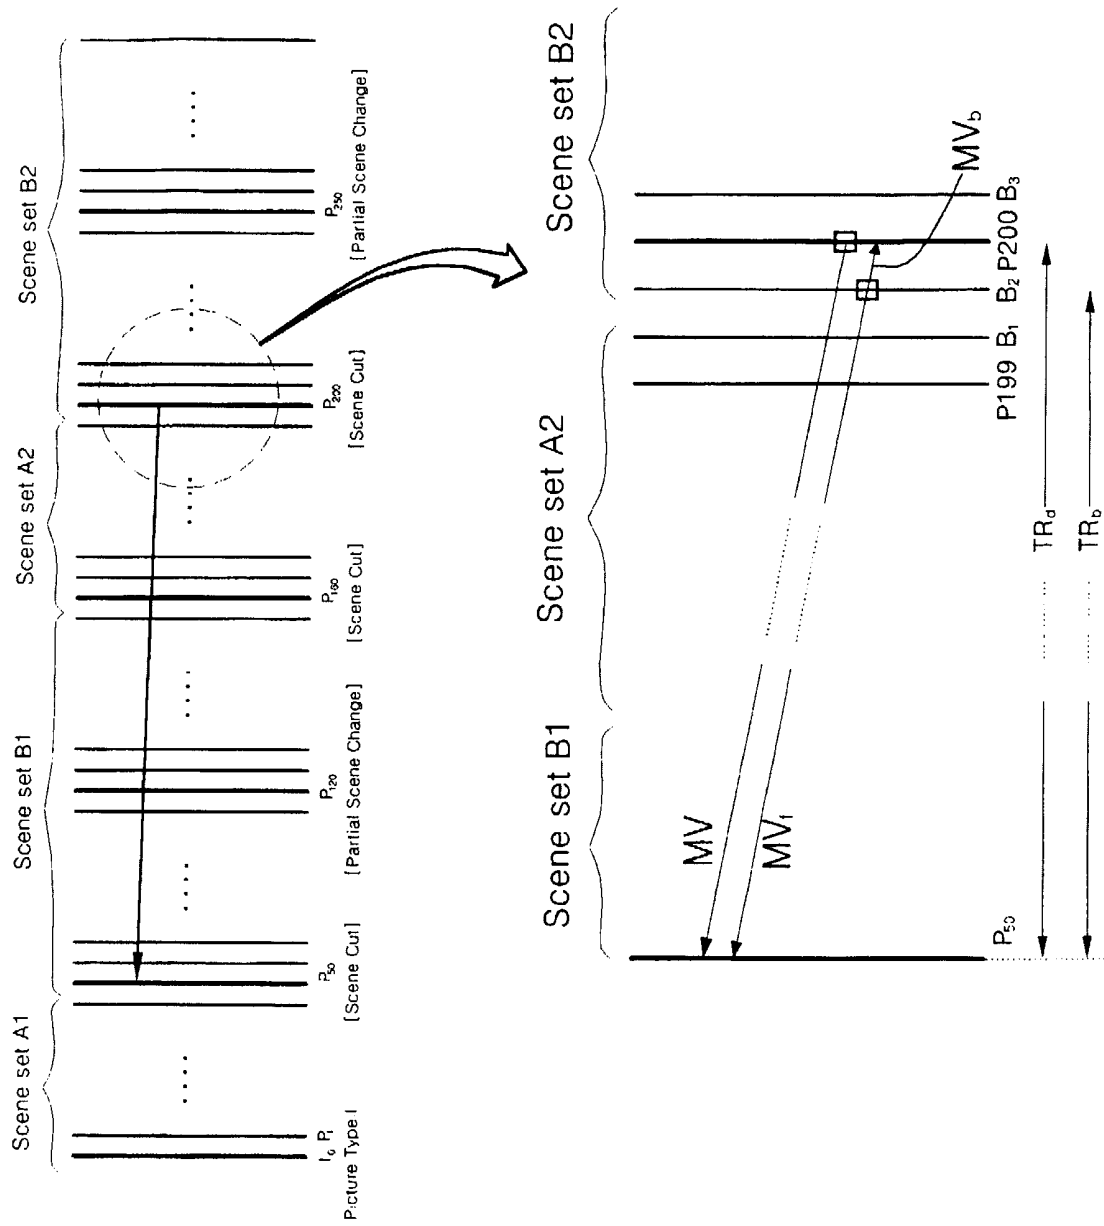 Scene set A1
Scene set B1
Scene set A2
Scene set B2
I0 P1
P50
P120
P160
P200
P250
Picture Type:I
[Scene Cut]
[Partial Scene Change]
[Scene Cut]
[Scene Cut]
[Partial Scene Change]
Scene set B1
Scene set A2
Scene set B2
MV
MVf
MVb
P50
P199 B1
B2 P200 B3
TRd
TRb